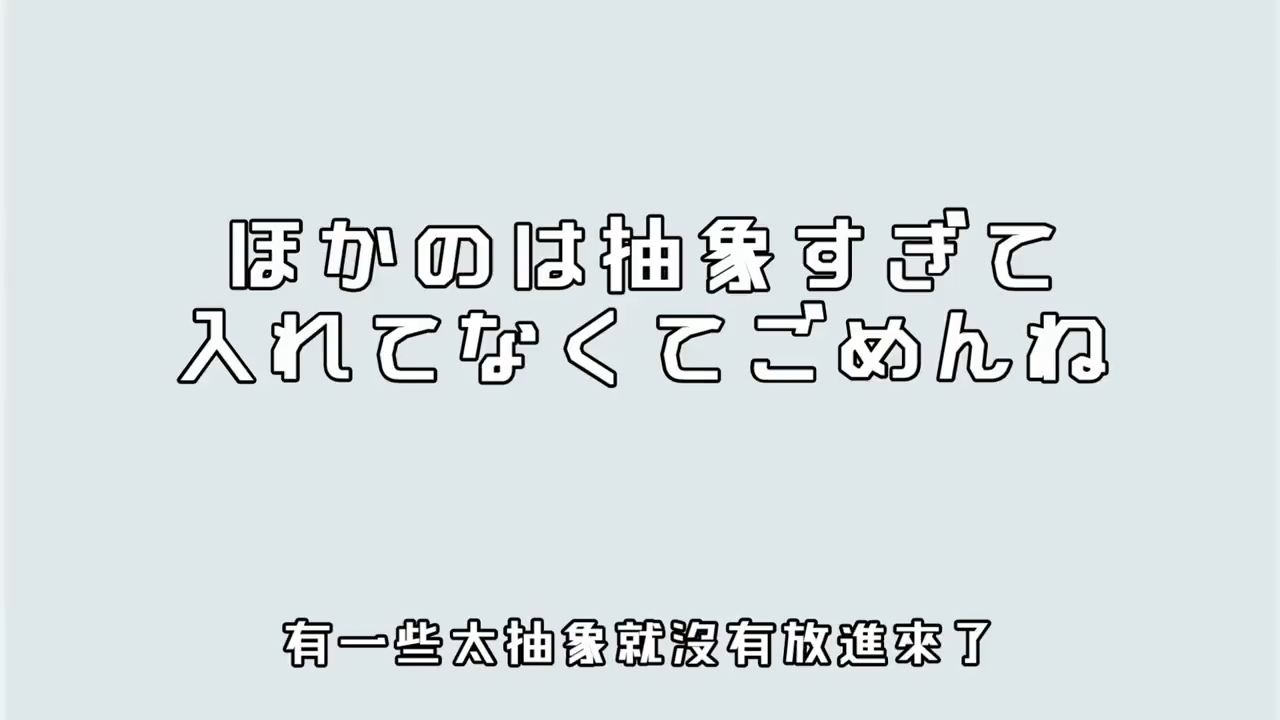 ほかのは抽象すぎて
入れてなくてごめんね
有一些太抽象就沒有放進來了